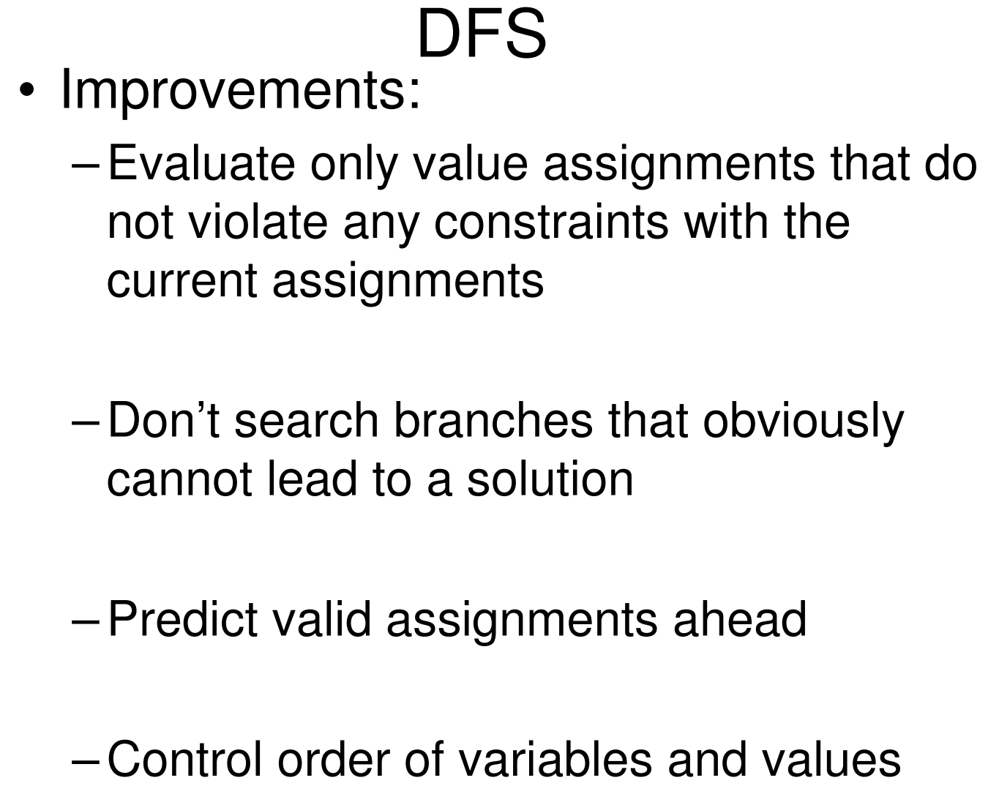 DFS
• Improvements:
– Evaluate only value assignments that do
not violate any constraints with the
current assignments
– Don’t search branches that obviously
cannot lead to a solution
– Predict valid assignments ahead
– Control order of variables and values